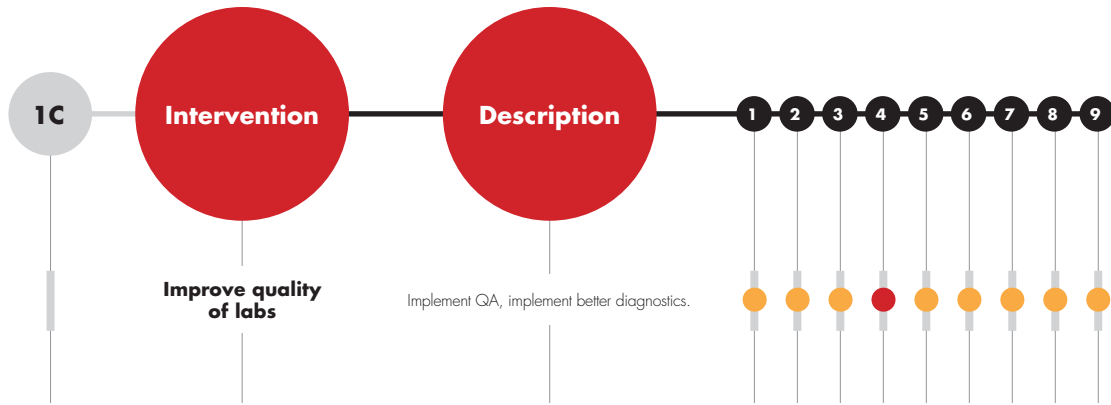 1C
Intervention
Description
1 2 3 4 5 6 7 8 9
Improve quality
of labs
Implement QA, implement better diagnostics.